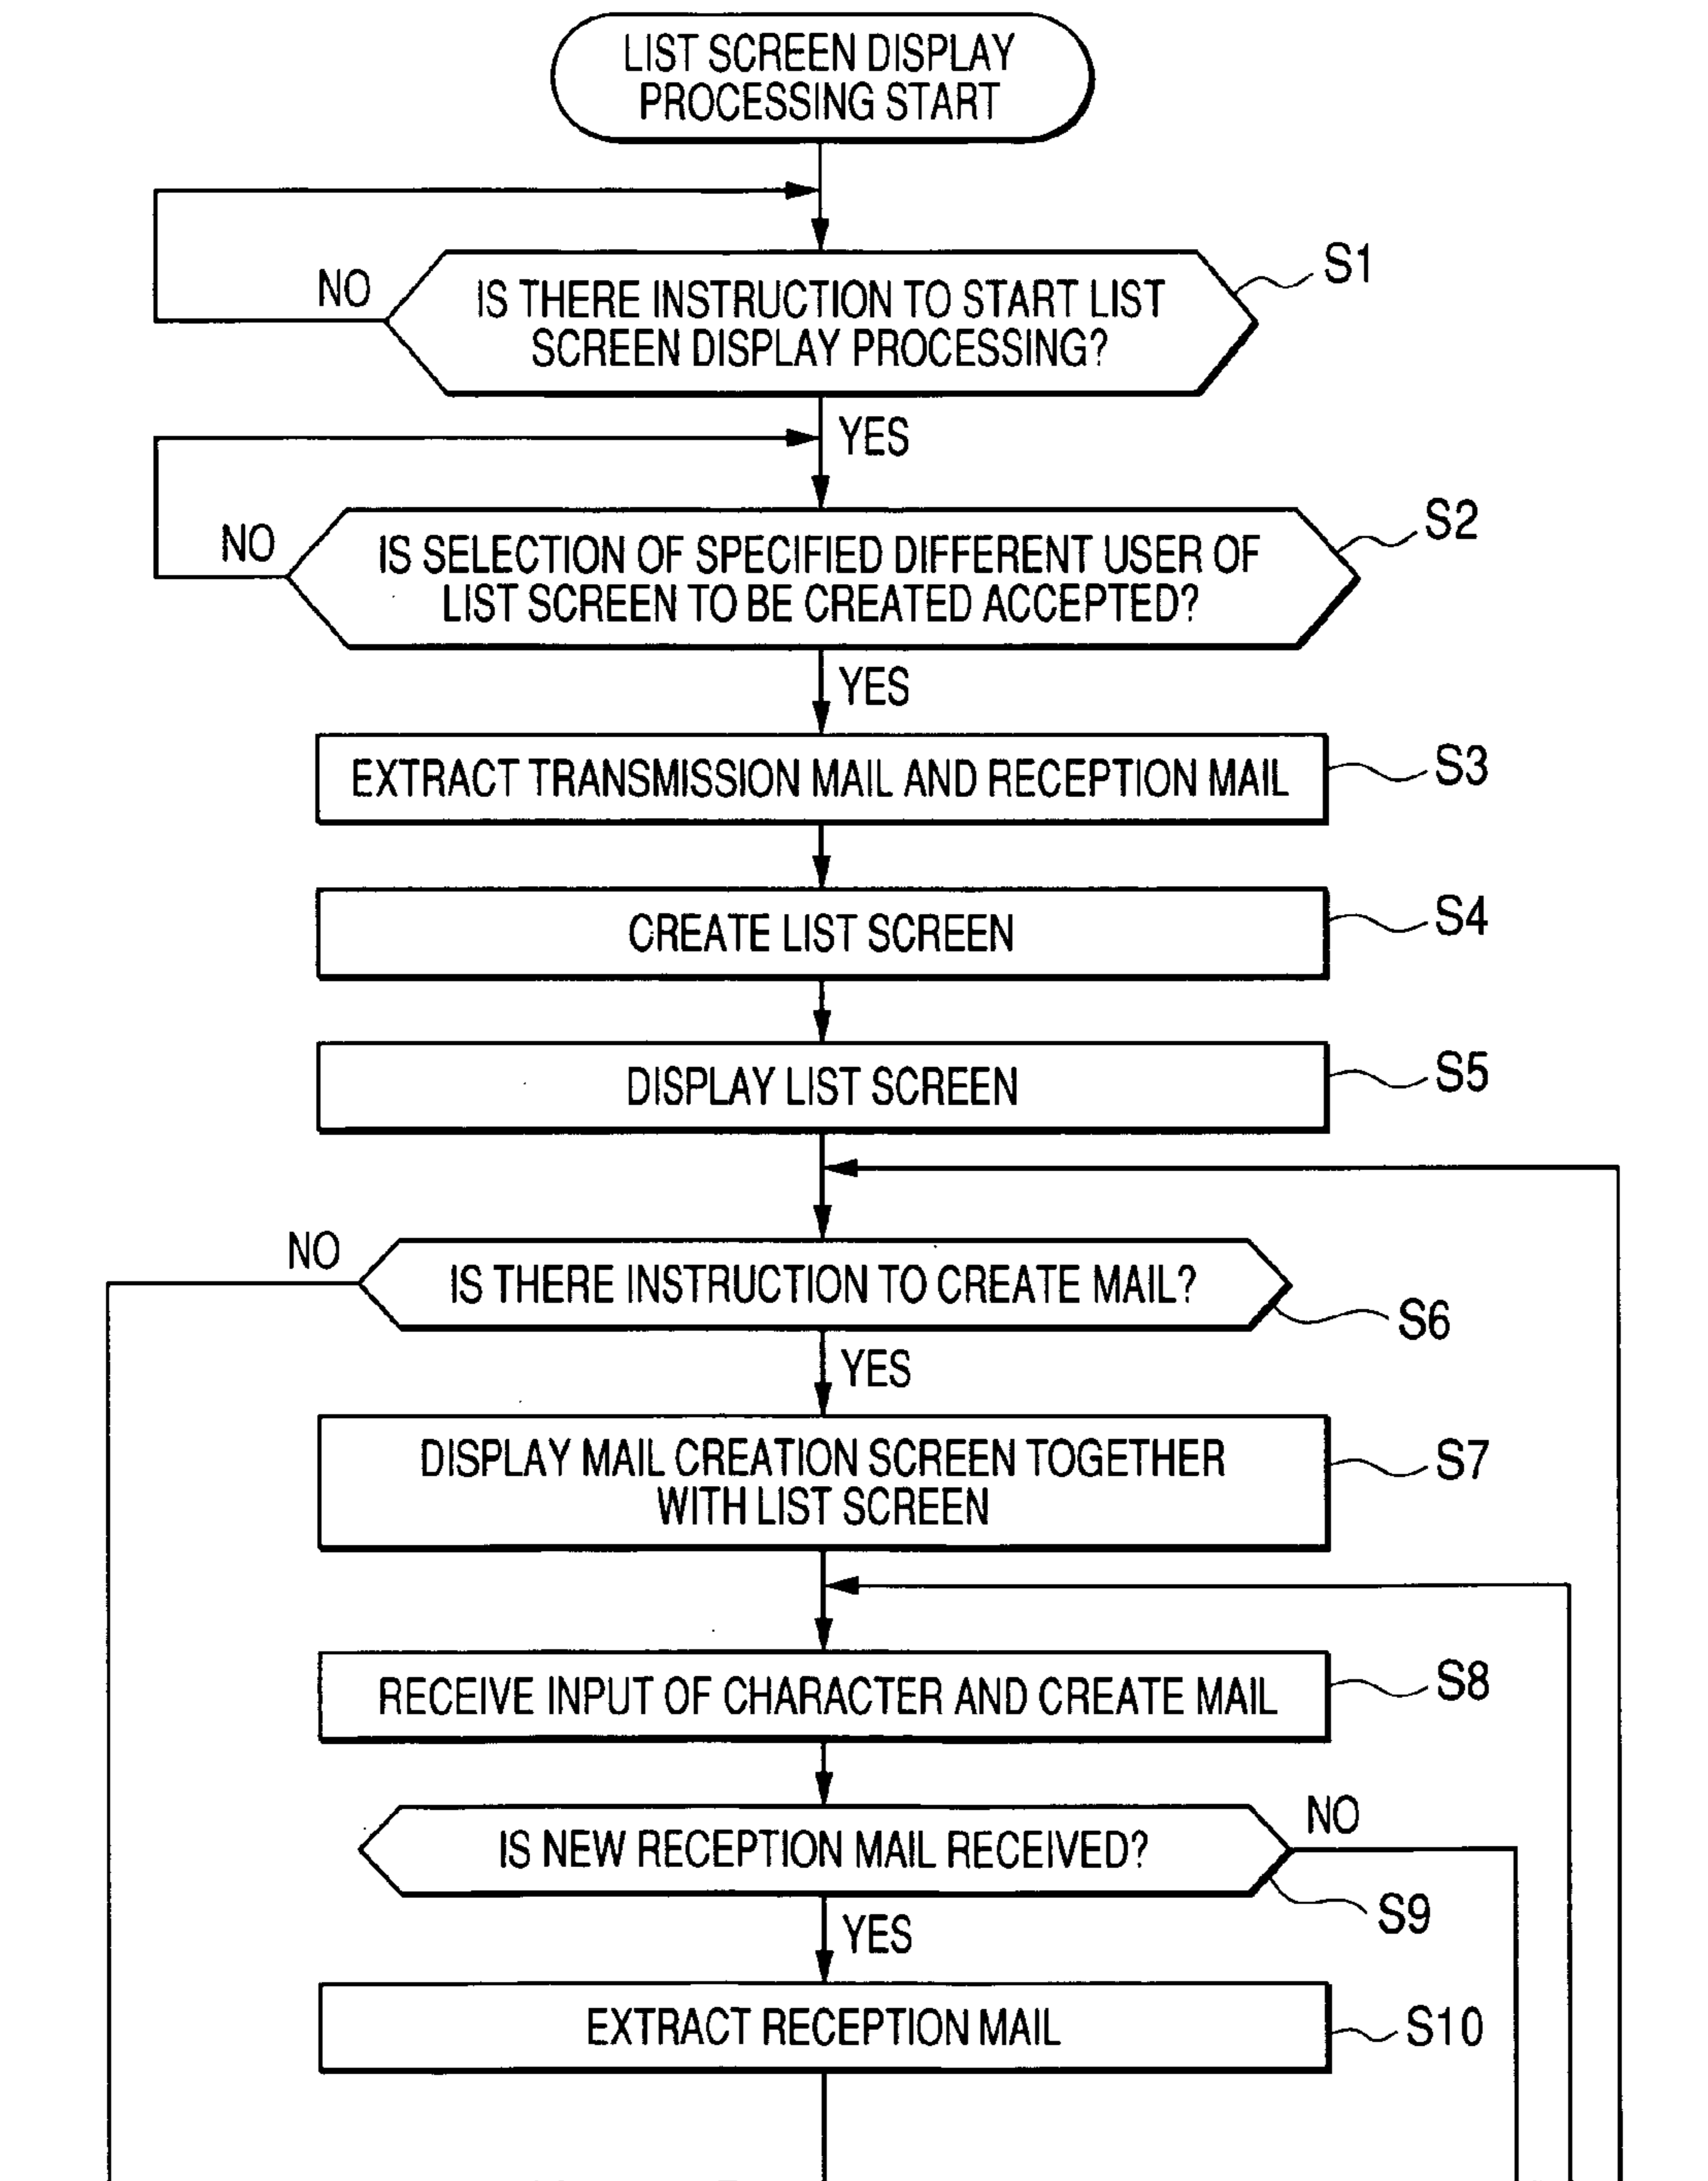 LIST SCREEN DISPLAY
PROCESSING START
NO
S1
IS THERE INSTRUCTION TO START LIST
SCREEN DISPLAY PROCESSING?
YES
NO
S2
IS SELECTION OF SPECIFIED DIFFERENT USER OF
LIST SCREEN TO BE CREATED ACCEPTED?
YES
EXTRACT TRANSMISSION MAIL AND RECEPTION MAIL
S3
CREATE LIST SCREEN
S4
DISPLAY LIST SCREEN
S5
NO
IS THERE INSTRUCTION TO CREATE MAIL?
S6
YES
DISPLAY MAIL CREATION SCREEN TOGETHER
WITH LIST SCREEN
S7
RECEIVE INPUT OF CHARACTER AND CREATE MAIL
S8
NO
IS NEW RECEPTION MAIL RECEIVED?
S9
YES
EXTRACT RECEPTION MAIL
S10